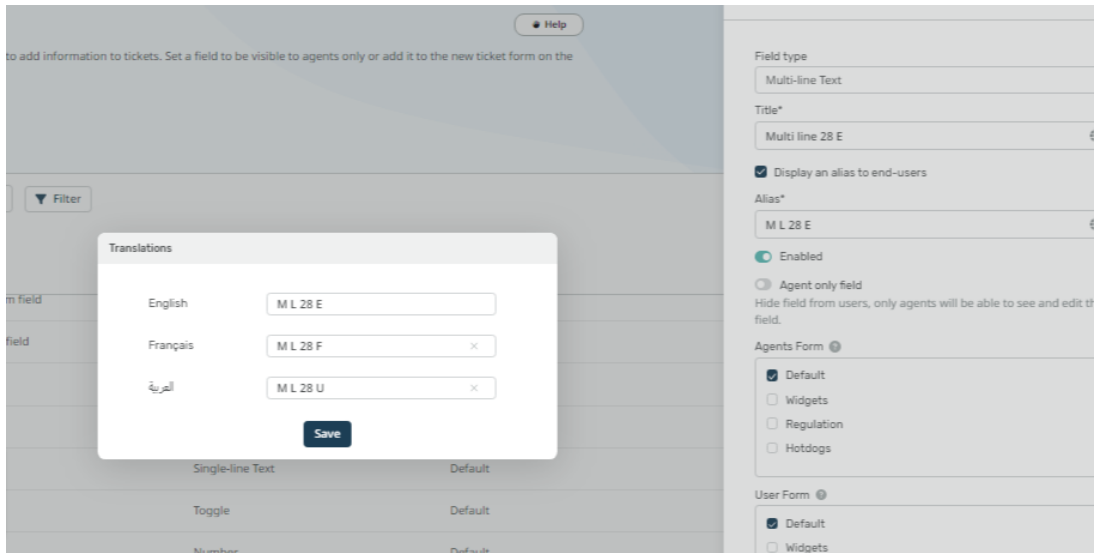 Help
to add information to tickets. Set a field to be visible to agents only or add it to the new ticket form on the
Filter
m field
field
Single-line Text Default
Toggle Default
Number Default
Translations
English M L 28 E
Français M L 28 F
العربية M L 28 U
Save
Field type
Multi-line Text
Title*
Multi line 28 E
Display an alias to end-users
Alias*
M L 28 E
Enabled
Agent only field
Hide field from users, only agents will be able to see and edit th
field.
Agents Form
Default
Widgets
Regulation
Hotdogs
User Form
Default
Widgets